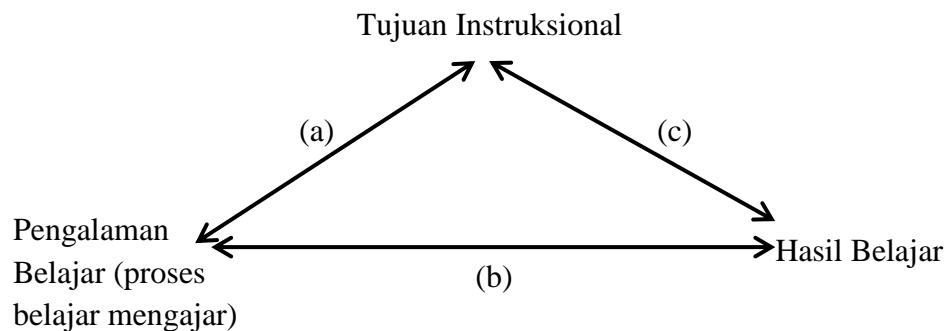 Tujuan Instruksional
(a)
(c)
Pengalaman
Belajar (proses
belajar mengajar)
Hasil Belajar
(b)